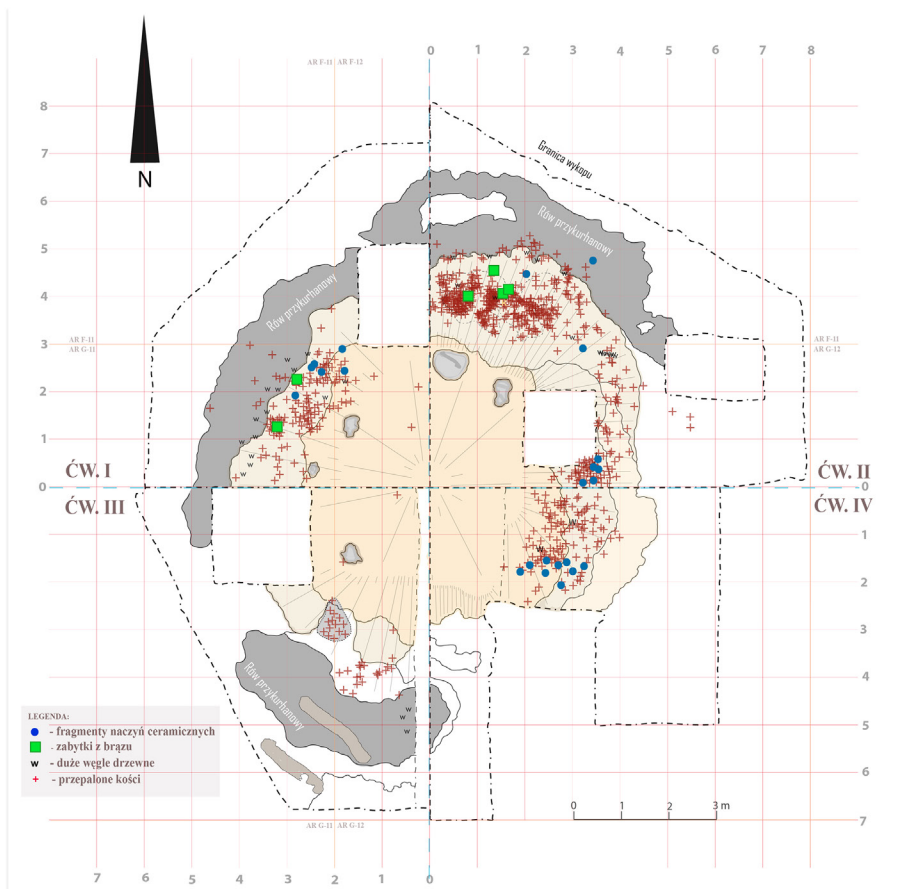 0 1 2 3 4 5 6 7 8
AR F-11 AR F-12
8
7
Granica wykopu
6
Rów przykurhanowy
5
Rów przykurhanowy
4
3
AR F-11
AR G-11
AR F-11
AR G-12
2
1
ĆW. I
ĆW. II
0
0
ĆW. III
ĆW. IV
1
2
3
4
Rów przykurhanowy
5
6
7
LEGENDA:
- fragmenty naczyń ceramicznych
- zabytki z brązu
w - duże węgle drzewne
+ - przepalone kości
0 1 2 3 m
AR G-11 AR G-12
7 6 5 4 3 2 1 0
N